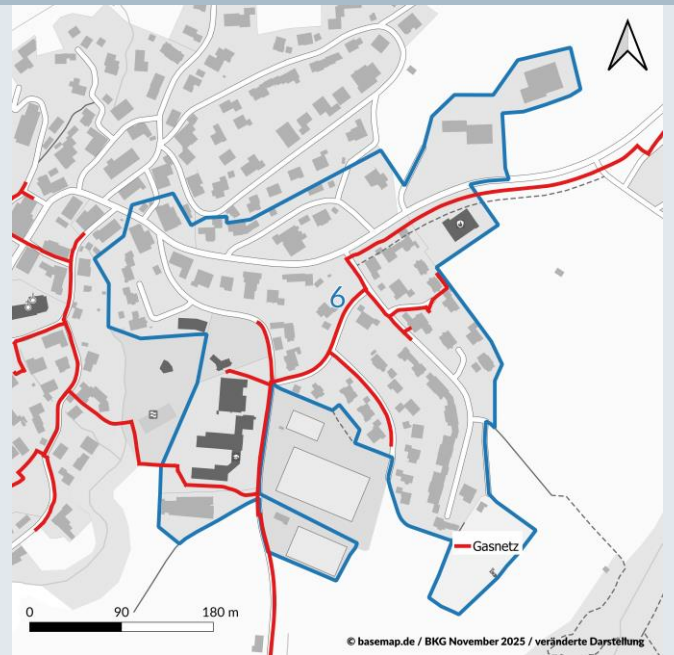 6
Gasnetz
0 90 180 m
© basemap.de / BKG November 2025 / veränderte Darstellung